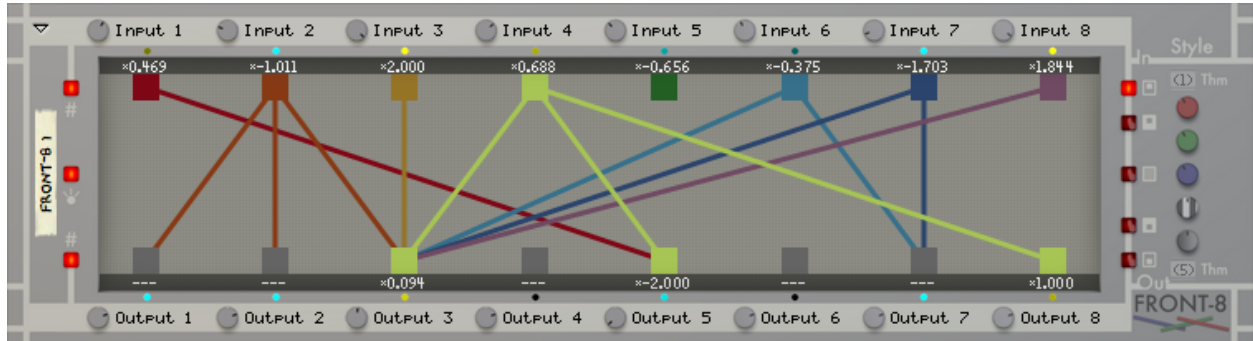 Input 1 Input 2 Input 3 Input 4 Input 5 Input 6 Input 7 Input 8
In Style
×0.469 ×-1.011 ×2.000 ×0.688 ×-0.656 ×-0.375 ×-1.703 ×1.844
(1) Thm
#
FRONT-8 1
#
(5) Thm
--- --- ×0.094 --- ×-2.000 --- --- ×1.000
Out
FRONT-8
Output 1 Output 2 Output 3 Output 4 Output 5 Output 6 Output 7 Output 8